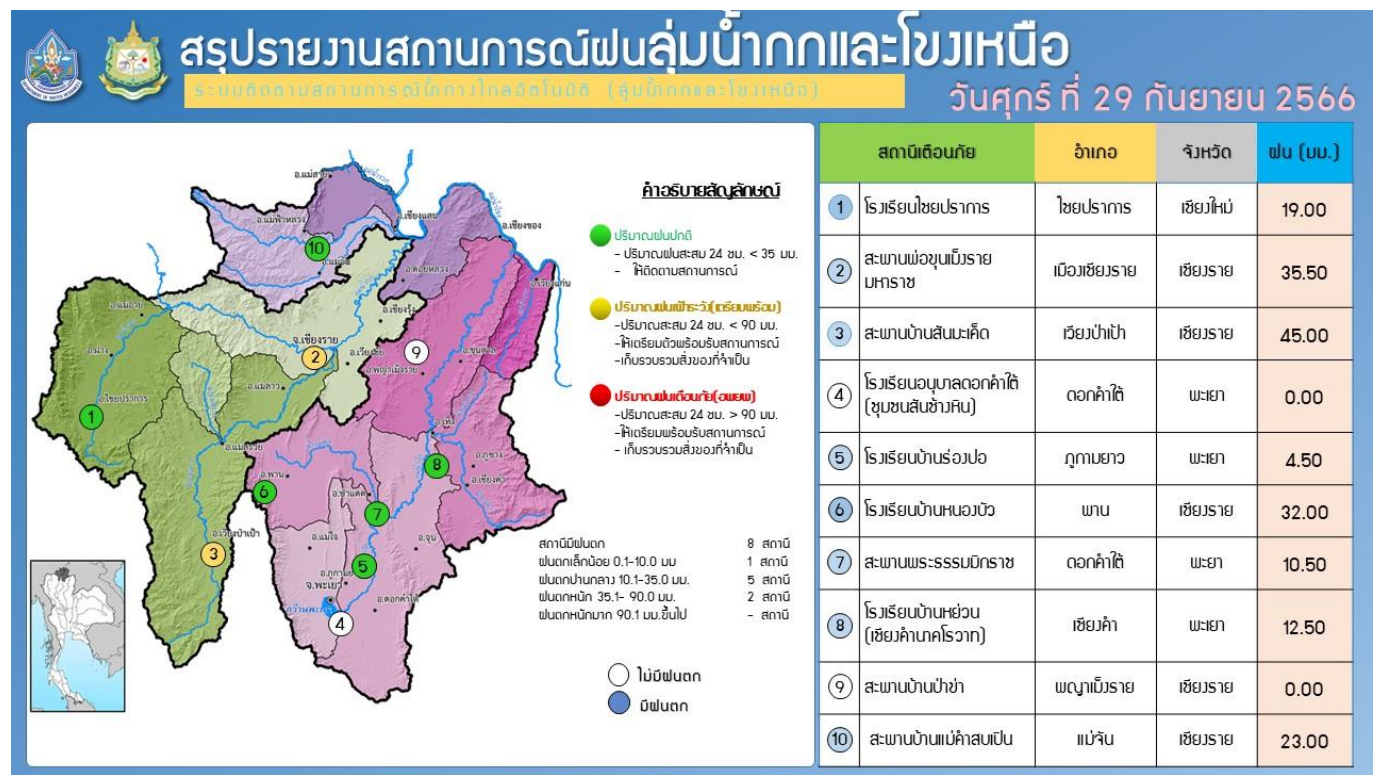 สรุปรายงานสถานการณ์ฝนลุ่มน้ำกกและโขงเหนือ
ระบบติดตามสถานการณ์น้ำทางไกลอัตโนมัติ (ลุ่มน้ำกกและโขงเหนือ)
วันศุกร์ ที่ 29 กันยายน 2566
อ.แม่สาย
อ.แม่ฟ้าหลวง
อ.เชียงแสน
อ.เชียงของ
10
อ.แม่จัน
อ.ดอยหลวง
อ.เวียงแก่น
อ.แม่อาย
อ.เชียงรุ้ง
จ.เชียงราย
2
อ.เวียงชัย
9
อ.ขุนตาล
อ.ฝาง
อ.พญาเม็งราย
อ.แม่ลาว
อ.ไชยปราการ
1
อ.เทิง
อ.แม่สรวย
8
อ.ภูซาง
อ.พาน
อ.เชียงคำ
6
อ.ป่าแดด
7
อ.เวียงป่าเป้า
3
อ.แม่ใจ
อ.จุน
5
จ.พะเยา
อ.ดอกคำใต้
กว๊านพะเยา
4
คำอธิบายสัญลักษณ์
ปริมาณฝนปกติ
- ปริมาณฝนสะสม 24 ชม. < 35 มม.
- ให้ติดตามสถานการณ์
ปริมาณฝนเฝ้าระวัง(เตรียมพร้อม)
-ปริมาณสะสม 24 ชม. < 90 มม.
-ให้เตรียมตัวพร้อมรับสถานการณ์
-เก็บรวบรวมสิ่งของที่จำเป็น
ปริมาณฝนเตือนภัย(อพยพ)
-ปริมาณสะสม 24 ชม. > 90 มม.
-ให้เตรียมพร้อมรับสถานการณ์
- เก็บรวบรวมสิ่งของที่จำเป็น
สถานีมีฝนตก 8 สถานี
ฝนตกเล็กน้อย 0.1-10.0 มม 1 สถานี
ฝนตกปานกลาง 10.1-35.0 มม. 5 สถานี
ฝนตกหนัก 35.1- 90.0 มม. 2 สถานี
ฝนตกหนักมาก 90.1 มม.ขึ้นไป - สถานี
ไม่มีฝนตก
มีฝนตก
สถานีเตือนภัย อำเภอ จังหวัด ฝน (มม.)
1 โรงเรียนไชยปราการ ไชยปราการ เชียงใหม่ 19.00
2 สะพานพ่อขุนเม็งราย
มหาราช เมืองเชียงราย เชียงราย 35.50
3 สะพานบ้านสันมะเค็ด เวียงป่าเป้า เชียงราย 45.00
4 โรงเรียนอนุบาลดอกคำใต้
(ชุมชนสันช้างหิน) ดอกคำใต้ พะเยา 0.00
5 โรงเรียนบ้านร่องปอ ภูกามยาว พะเยา 4.50
6 โรงเรียนบ้านหนองบัว พาน เชียงราย 32.00
7 สะพานพระธรรมมิกราช ดอกคำใต้ พะเยา 10.50
8 โรงเรียนบ้านหย่วน
(เชียงคำนาคโรวาท) เชียงคำ พะเยา 12.50
9 สะพานบ้านป่าข่า พญาเม็งราย เชียงราย 0.00
10 สะพานบ้านแม่คำสบเปิน แม่จัน เชียงราย 23.00